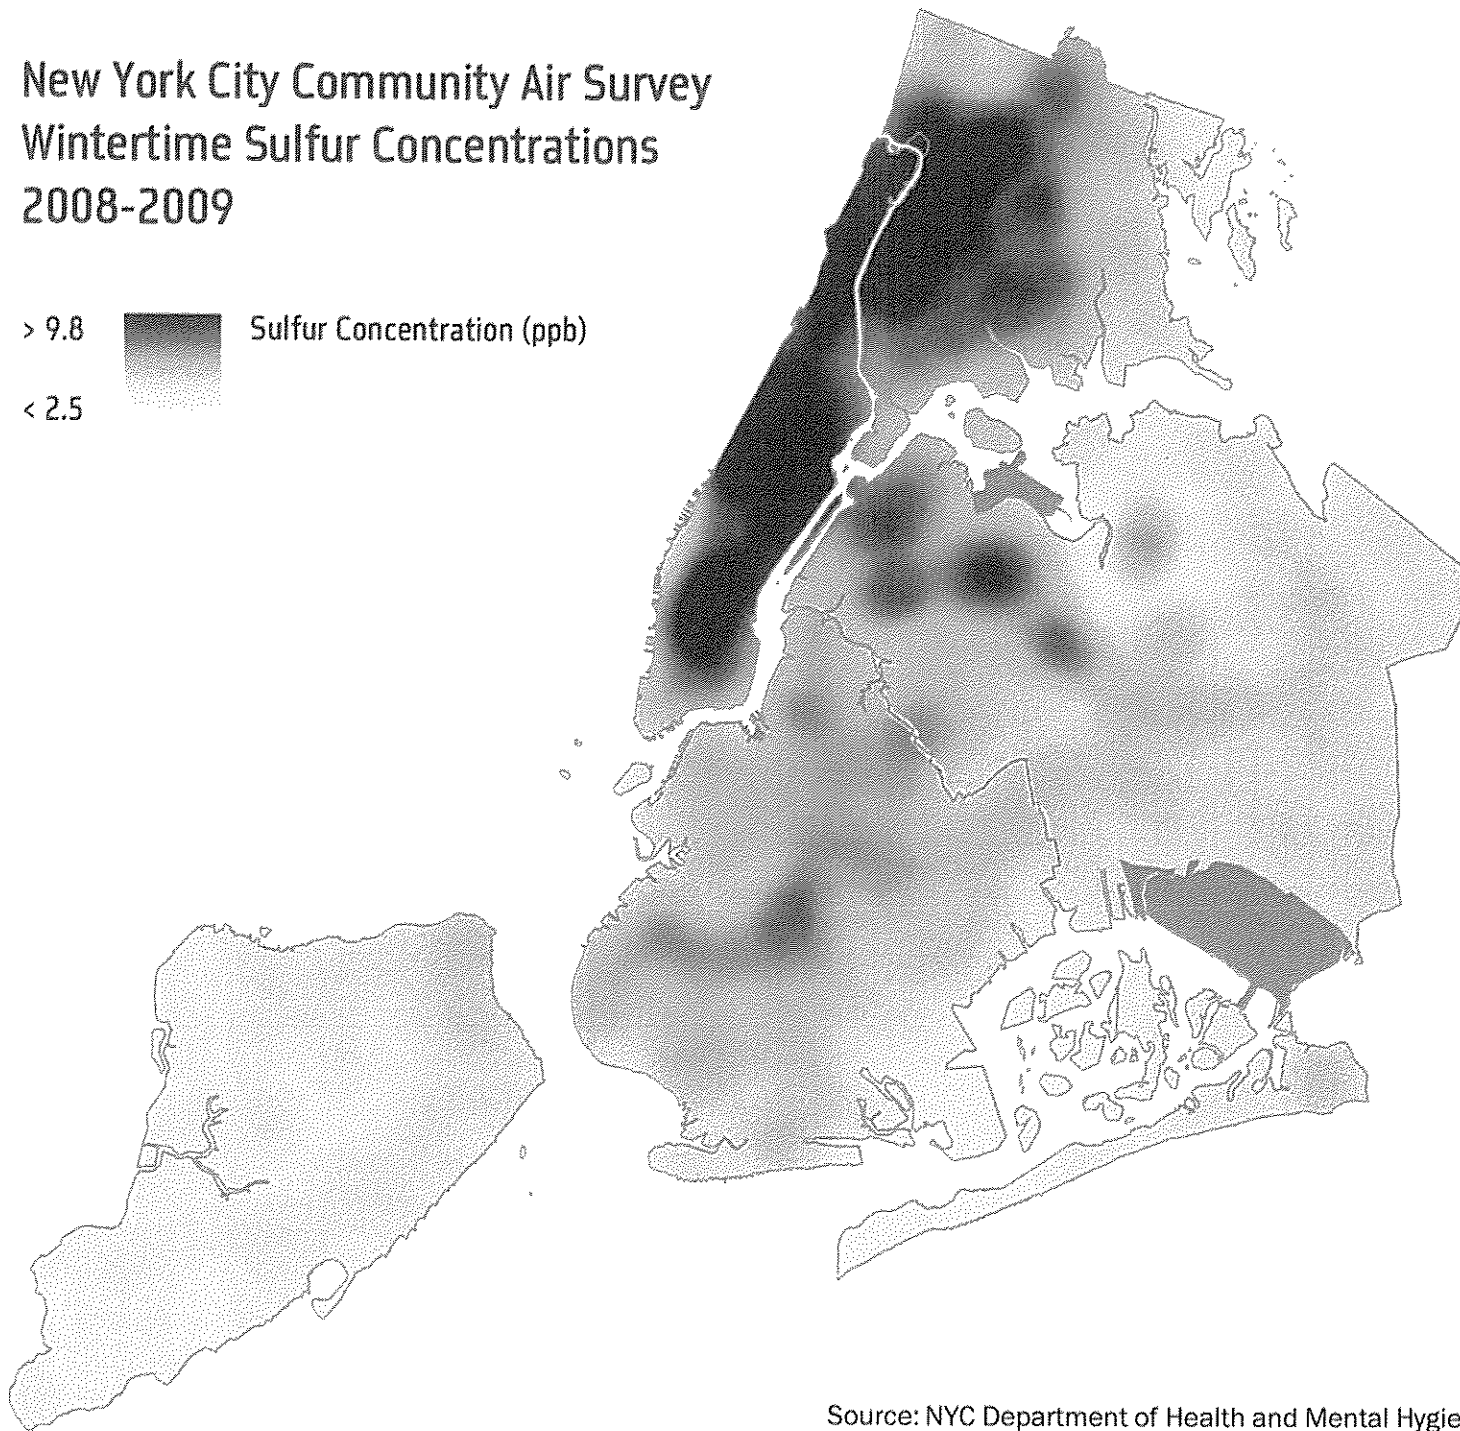 New York City Community Air Survey
Wintertime Sulfur Concentrations
2008-2009
> 9.8
Sulfur Concentration (ppb)
< 2.5
Source: NYC Department of Health and Mental Hygie